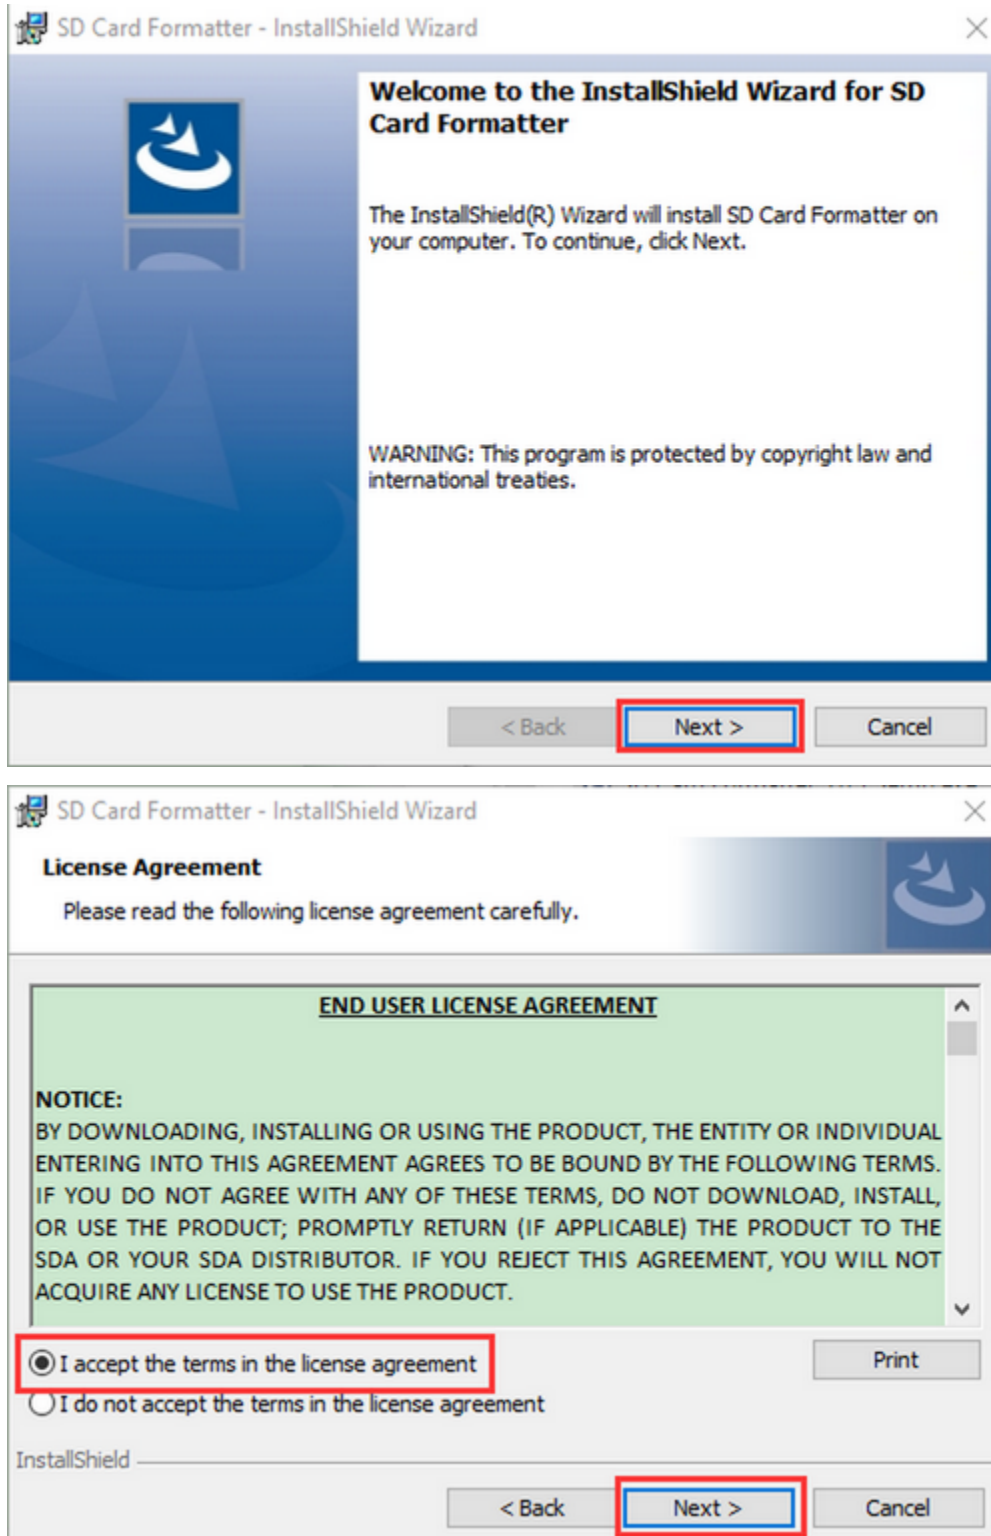 SD Card Formatter - InstallShield Wizard
Welcome to the InstallShield Wizard for SD
Card Formatter
The InstallShield(R) Wizard will install SD Card Formatter on
your computer. To continue, click Next.
WARNING: This program is protected by copyright law and
international treaties.
< Back Next > Cancel
SD Card Formatter - InstallShield Wizard
License Agreement
Please read the following license agreement carefully.
END USER LICENSE AGREEMENT
NOTICE:
BY DOWNLOADING, INSTALLING OR USING THE PRODUCT, THE ENTITY OR INDIVIDUAL
ENTERING INTO THIS AGREEMENT AGREES TO BE BOUND BY THE FOLLOWING TERMS.
IF YOU DO NOT AGREE WITH ANY OF THESE TERMS, DO NOT DOWNLOAD, INSTALL,
OR USE THE PRODUCT; PROMPTLY RETURN (IF APPLICABLE) THE PRODUCT TO THE
SDA OR YOUR SDA DISTRIBUTOR. IF YOU REJECT THIS AGREEMENT, YOU WILL NOT
ACQUIRE ANY LICENSE TO USE THE PRODUCT.
I accept the terms in the license agreement Print
I do not accept the terms in the license agreement
InstallShield
< Back Next > Cancel